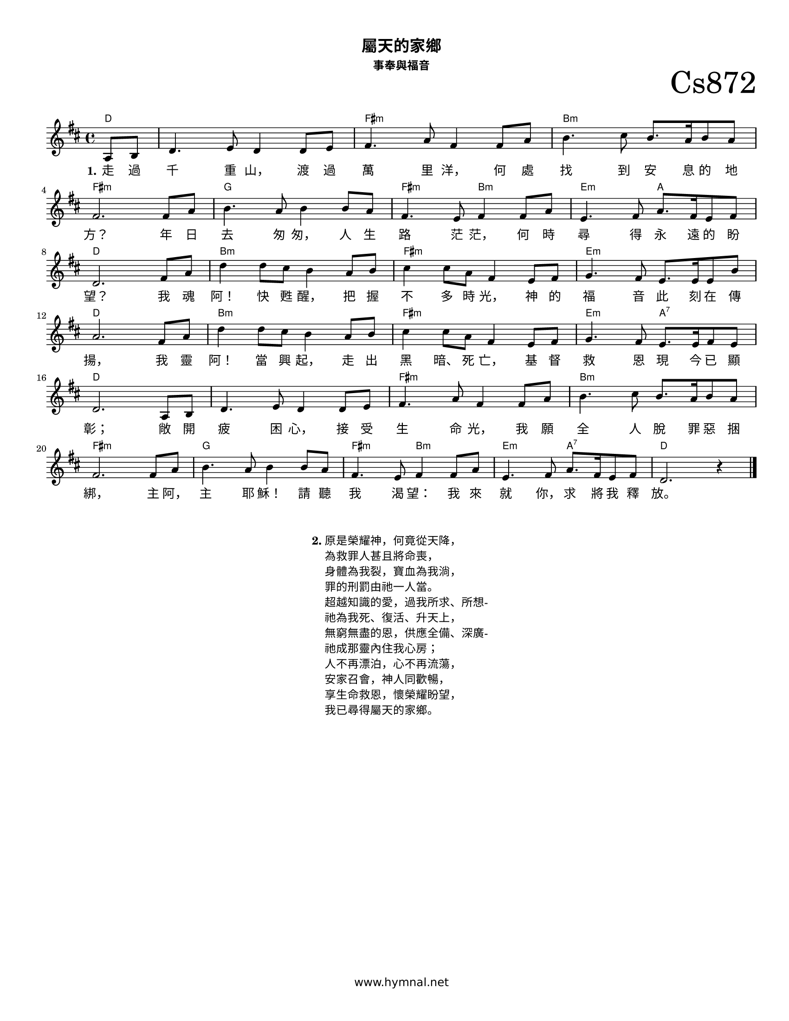 屬天的家鄉
事奉與福音
Cs872
D F♯m Bm
1. 走 過 千 重 山， 渡 過 萬 里 洋， 何 處 找 到 安 息 的 地
4 F♯m G F♯m Bm Em A
方？ 年 日 去 匆 匆， 人 生 路 茫 茫， 何 時 尋 得 永 遠 的 盼
8 D Bm F♯m Em
望？ 我 魂 阿！ 快 甦 醒， 把 握 不 多 時 光， 神 的 福 音 此 刻 在 傳
12 D Bm F♯m Em A7
揚， 我 靈 阿！ 當 興 起， 走 出 黑 暗、 死 亡， 基 督 救 恩 現 今 已 顯
16 D F♯m Bm
彰； 敞 開 疲 困 心， 接 受 生 命 光， 我 願 全 人 脫 罪 惡 捆
20 F♯m G F♯m Bm Em A7 D
綁， 主 阿， 主 耶 穌！ 請 聽 我 渴 望： 我 來 就 你， 求 將 我 釋 放。
2. 原是榮耀神，何竟從天降，
為救罪人甚且將命喪，
身體為我裂，寶血為我淌，
罪的刑罰由祂一人當。
超越知識的愛，過我所求、所想-
祂為我死、復活、升天上，
無窮無盡的恩，供應全備、深廣-
祂成那靈內住我心房；
人不再漂泊，心不再流蕩，
安家召會，神人同歡暢，
享生命救恩，懷榮耀盼望，
我已尋得屬天的家鄉。
www.hymnal.net